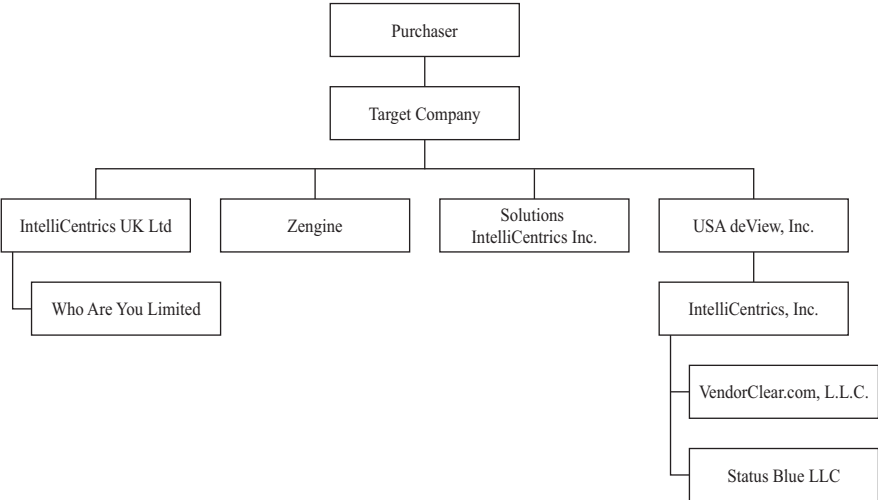 Purchaser
Target Company
IntelliCentrics UK Ltd
Zengine
Solutions
IntelliCentrics Inc.
USA deView, Inc.
Who Are You Limited
IntelliCentrics, Inc.
VendorClear.com, L.L.C.
Status Blue LLC